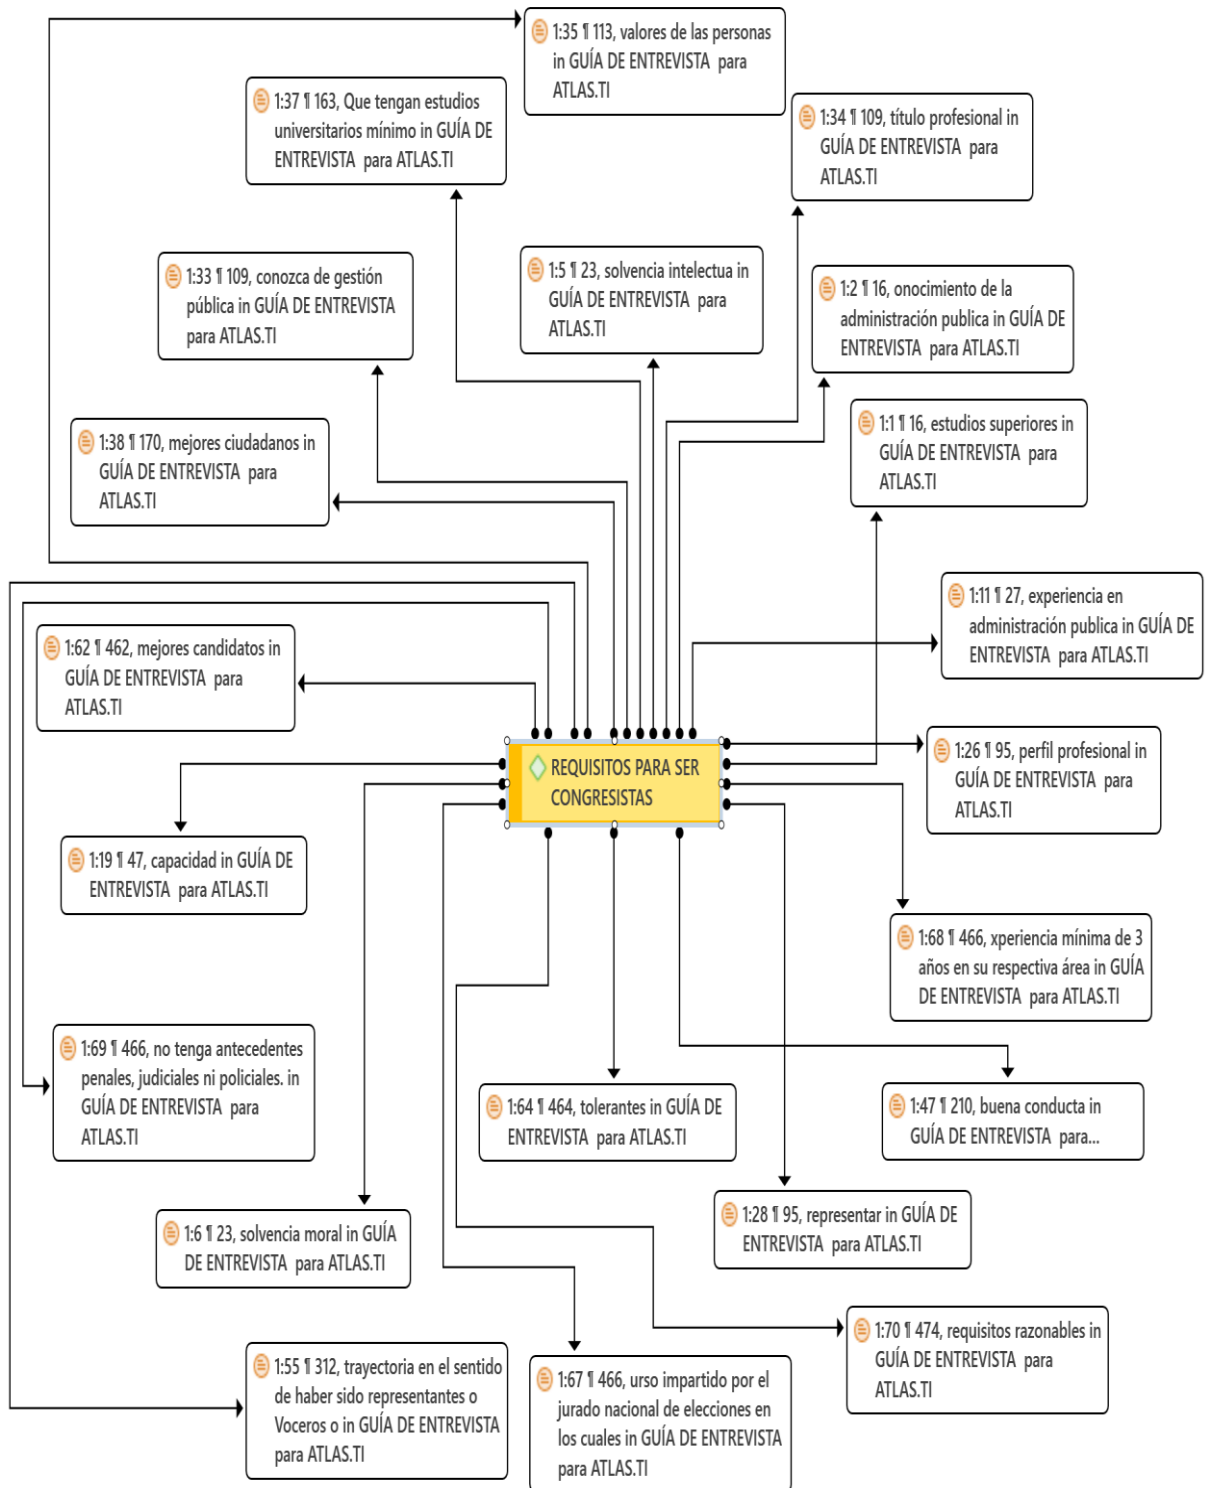 1:35 ¶ 113, valores de las personas
in GUÍA DE ENTREVISTA para
ATLAS.TI
1:37 ¶ 163, Que tengan estudios
universitarios mínimo in GUÍA DE
ENTREVISTA para ATLAS.TI
1:34 ¶ 109, título profesional in
GUÍA DE ENTREVISTA para
ATLAS.TI
1:33 ¶ 109, conozca de gestión
pública in GUÍA DE ENTREVISTA
para ATLAS.TI
1:5 ¶ 23, solvencia intelectua in
GUÍA DE ENTREVISTA para
ATLAS.TI
1:2 ¶ 16, onocimiento de la
administración publica in GUÍA DE
ENTREVISTA para ATLAS.TI
1:38 ¶ 170, mejores ciudadanos in
GUÍA DE ENTREVISTA para
ATLAS.TI
1:1 ¶ 16, estudios superiores in
GUÍA DE ENTREVISTA para
ATLAS.TI
1:11 ¶ 27, experiencia en
administración publica in GUÍA DE
ENTREVISTA para ATLAS.TI
1:62 ¶ 462, mejores candidatos in
GUÍA DE ENTREVISTA para
ATLAS.TI
REQUISITOS PARA SER
CONGRESISTAS
1:26 ¶ 95, perfil profesional in
GUÍA DE ENTREVISTA para
ATLAS.TI
1:19 ¶ 47, capacidad in GUÍA DE
ENTREVISTA para ATLAS.TI
1:68 ¶ 466, xperiencia mínima de 3
años en su respectiva área in GUÍA
DE ENTREVISTA para ATLAS.TI
1:69 ¶ 466, no tenga antecedentes
penales, judiciales ni policiales. in
GUÍA DE ENTREVISTA para
ATLAS.TI
1:64 ¶ 464, tolerantes in GUÍA DE
ENTREVISTA para ATLAS.TI
1:47 ¶ 210, buena conducta in
GUÍA DE ENTREVISTA para...
1:6 ¶ 23, solvencia moral in GUÍA
DE ENTREVISTA para ATLAS.TI
1:28 ¶ 95, representar in GUÍA DE
ENTREVISTA para ATLAS.TI
1:70 ¶ 474, requisitos razonables in
GUÍA DE ENTREVISTA para
ATLAS.TI
1:55 ¶ 312, trayectoria en el sentido
de haber sido representantes o
Voceros o in GUÍA DE ENTREVISTA
para ATLAS.TI
1:67 ¶ 466, urso impartido por el
jurado nacional de elecciones en
los cuales in GUÍA DE ENTREVISTA
para ATLAS.TI